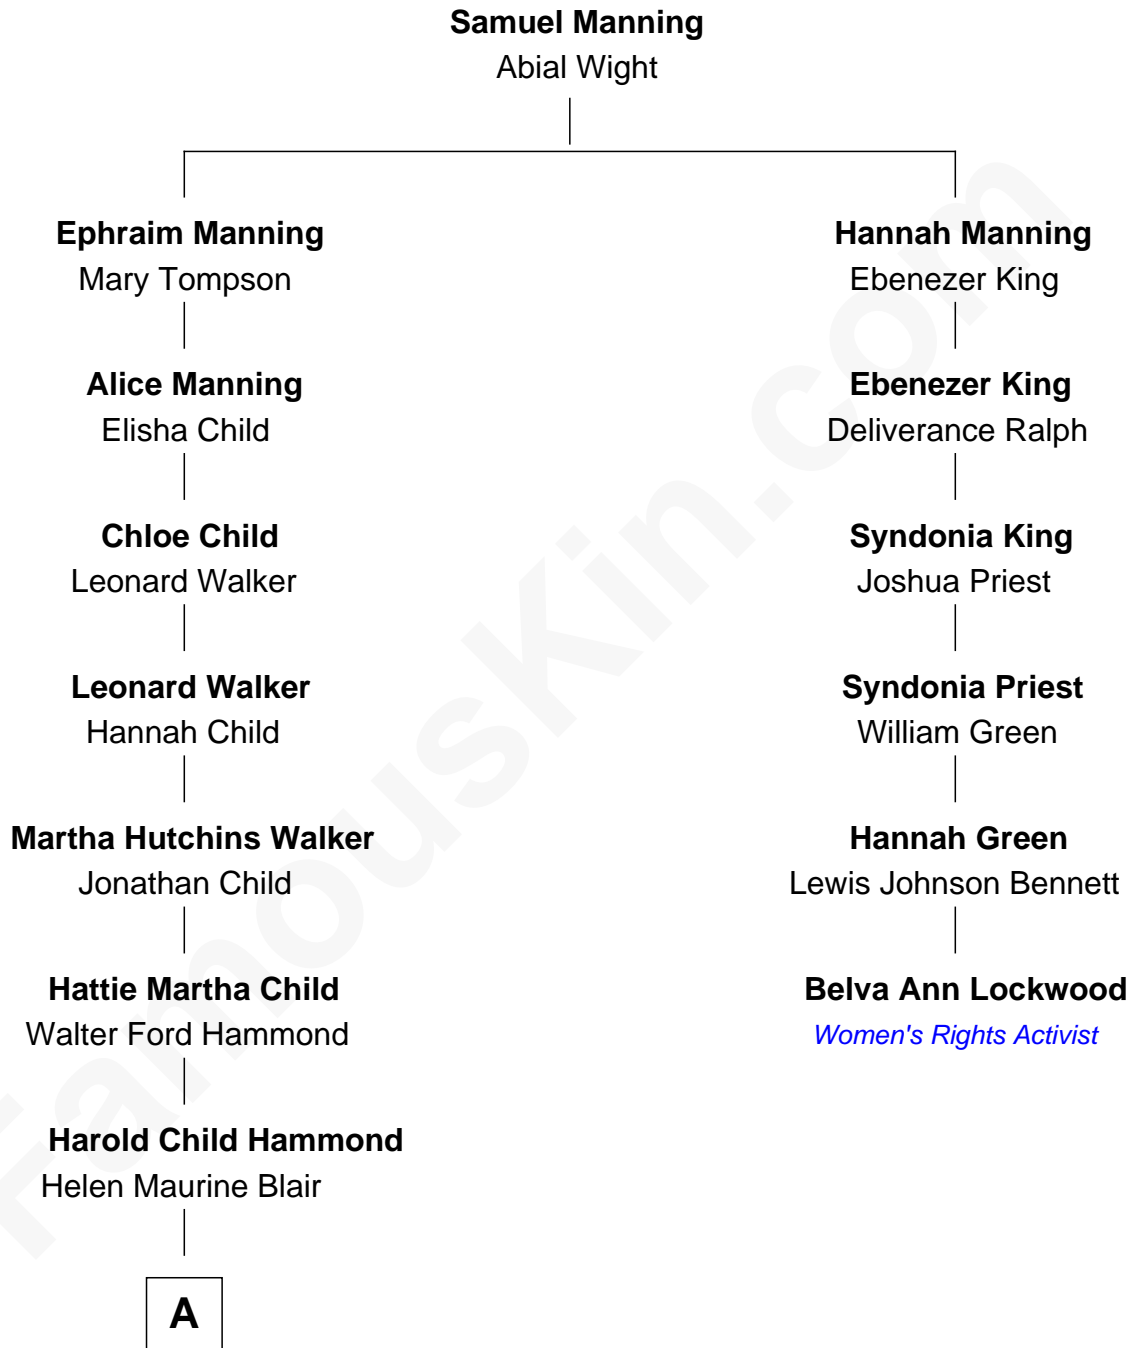 Samuel Manning
Abial Wight
Ephraim Manning
Mary Tompson
Hannah Manning
Ebenezer King
Alice Manning
Elisha Child
Ebenezer King
Deliverance Ralph
Chloe Child
Leonard Walker
Syndonia King
Joshua Priest
Leonard Walker
Hannah Child
Syndonia Priest
William Green
Martha Hutchins Walker
Jonathan Child
Hannah Green
Lewis Johnson Bennett
Hattie Martha Child
Walter Ford Hammond
Belva Ann Lockwood
Women's Rights Activist
Harold Child Hammond
Helen Maurine Blair
A
FamousKin.com